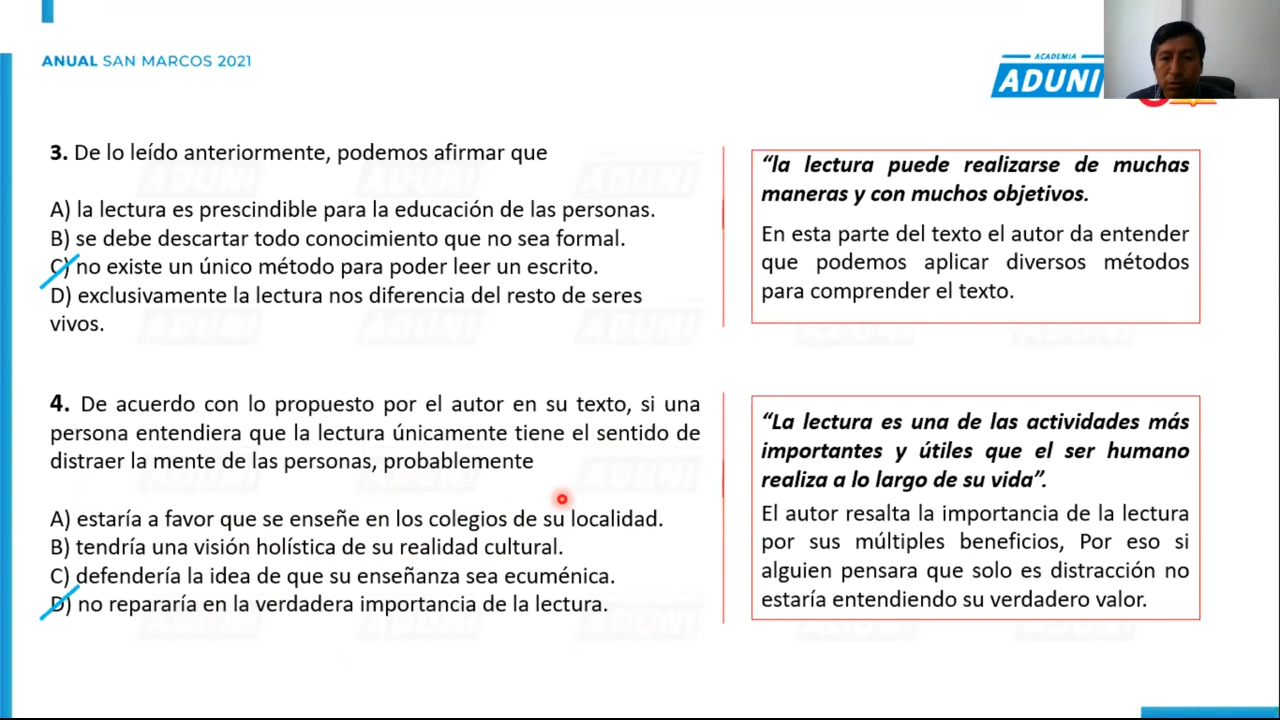 ANUAL SAN MARCOS 2021
ACADEMIA
ADUNI
3. De lo leído anteriormente, podemos afirmar que
A) la lectura es prescindible para la educación de las personas.
B) se debe descartar todo conocimiento que no sea formal.
C) no existe un único método para poder leer un escrito.
D) exclusivamente la lectura nos diferencia del resto de seres
vivos.
“la lectura puede realizarse de muchas
maneras y con muchos objetivos.
En esta parte del texto el autor da entender
que podemos aplicar diversos métodos
para comprender el texto.
4. De acuerdo con lo propuesto por el autor en su texto, si una
persona entendiera que la lectura únicamente tiene el sentido de
distraer la mente de las personas, probablemente
A) estaría a favor que se enseñe en los colegios de su localidad.
B) tendría una visión holística de su realidad cultural.
C) defendería la idea de que su enseñanza sea ecuménica.
D) no repararía en la verdadera importancia de la lectura.
“La lectura es una de las actividades más
importantes y útiles que el ser humano
realiza a lo largo de su vida”.
El autor resalta la importancia de la lectura
por sus múltiples beneficios, Por eso si
alguien pensara que solo es distracción no
estaría entendiendo su verdadero valor.